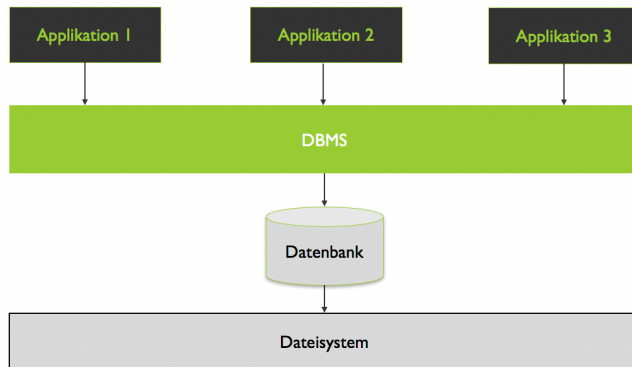 Applikation 1
Applikation 2
Applikation 3
DBMS
Datenbank
Dateisystem